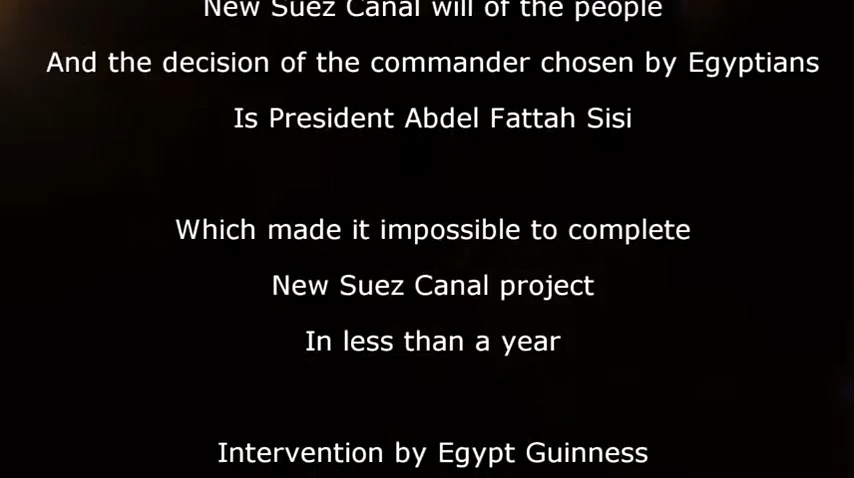 New Suez Canal will of the people
And the decision of the commander chosen by Egyptians
Is President Abdel Fattah Sisi
Which made it impossible to complete
New Suez Canal project
In less than a year
Intervention by Egypt Guinness